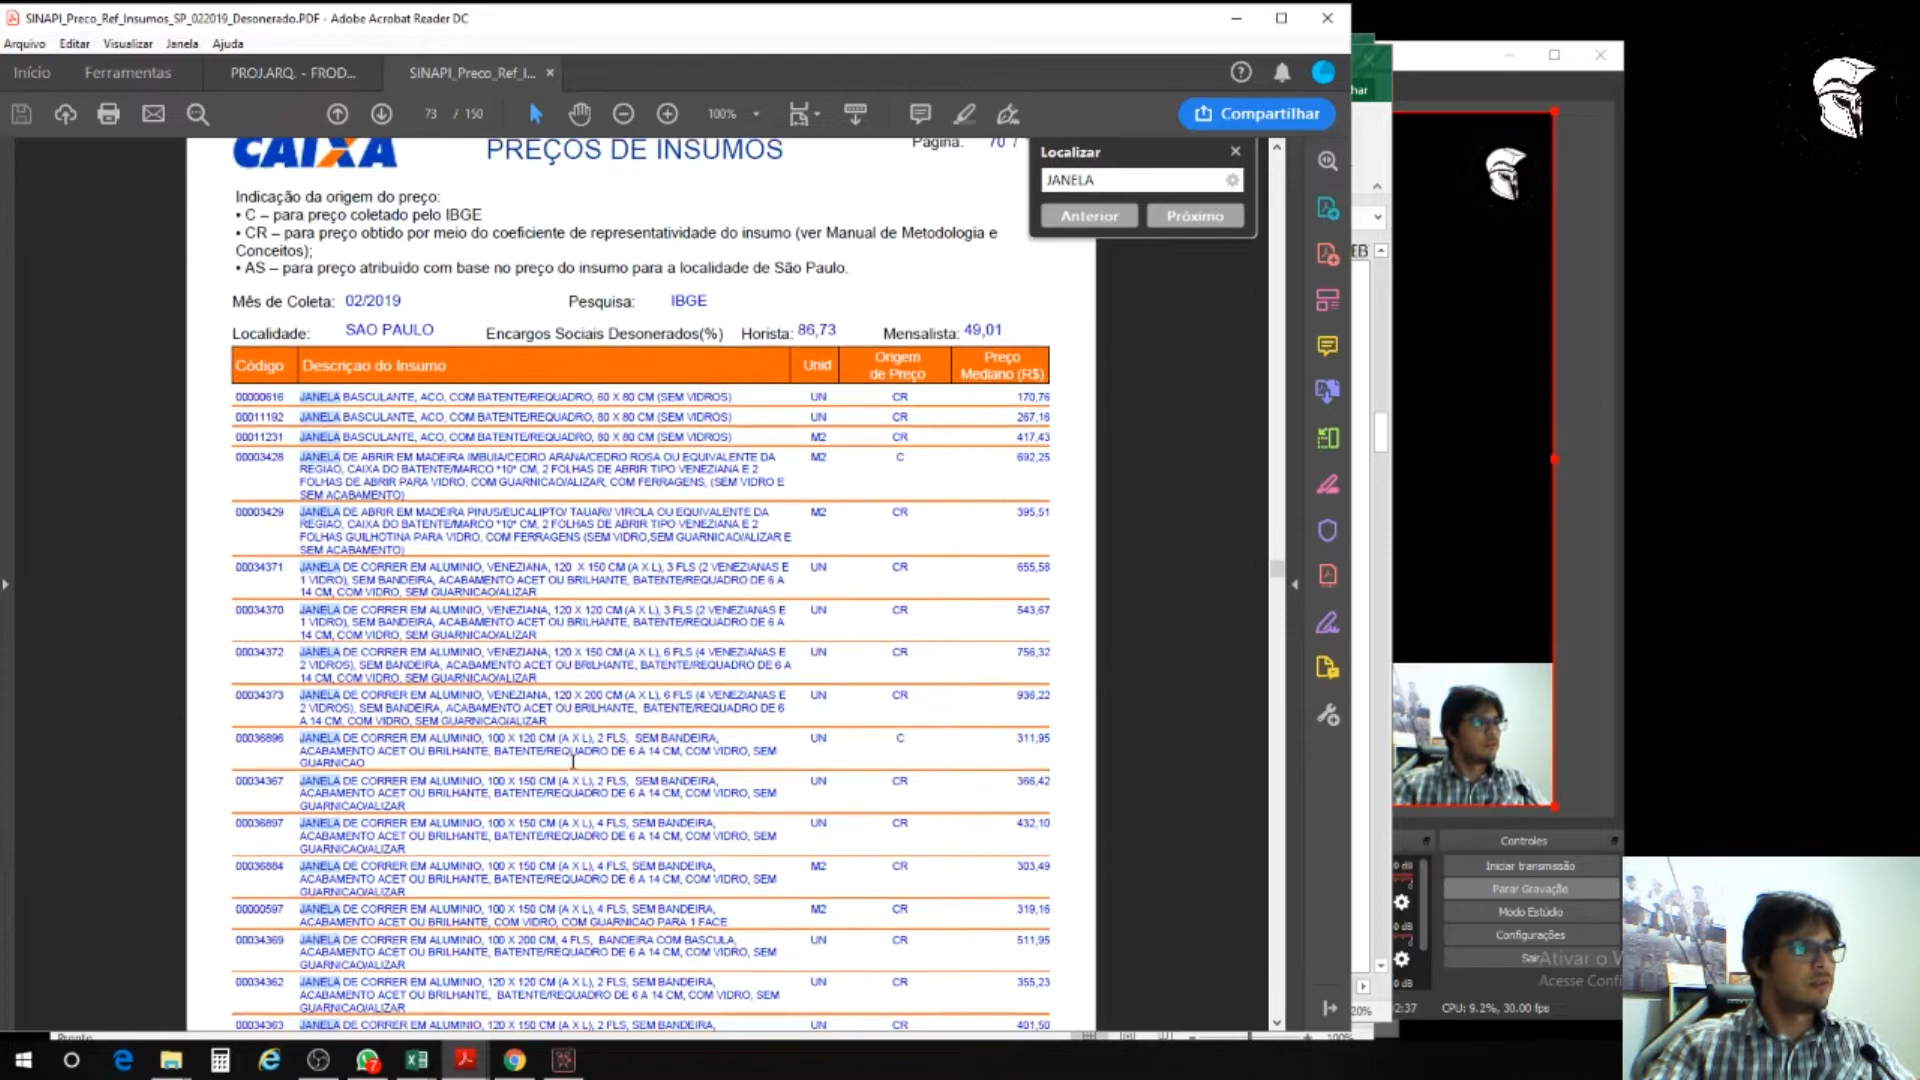 SINAPI_Preco_Ref_Insumos_SP_022019_Desonerado.PDF - Adobe Acrobat Reader DC
Arquivo Editar Visualizar Janela Ajuda
Início Ferramentas PROJ.ARQ. - FROD... SINAPI_Preco_Ref_I... ×
73 / 150 100% Compartilhar
har
CAIXA PREÇOS DE INSUMOS Página: 70 /
Localizar
JANELA
Anterior Próximo
Indicação da origem do preço:
• C – para preço coletado pelo IBGE
• CR – para preço obtido por meio do coeficiente de representatividade do insumo (ver Manual de Metodologia e
Conceitos);
• AS – para preço atribuído com base no preço do insumo para a localidade de São Paulo.
EB
Mês de Coleta: 02/2019 Pesquisa: IBGE
Localidade: SAO PAULO Encargos Sociais Desonerados(%) Horista: 86,73 Mensalista: 49,01
Código Descriçao do Insumo Unid Origem de Preço Preço Mediano (R$)
00000616 JANELA BASCULANTE, ACO, COM BATENTE/REQUADRO, 60 X 80 CM (SEM VIDROS) UN CR 170,76
00011192 JANELA BASCULANTE, ACO, COM BATENTE/REQUADRO, 80 X 80 CM (SEM VIDROS) UN CR 267,16
00011231 JANELA BASCULANTE, ACO, COM BATENTE/REQUADRO, 80 X 80 CM (SEM VIDROS) M2 CR 417,43
00003428 JANELA DE ABRIR EM MADEIRA IMBUIA/CEDRO ARANA/CEDRO ROSA OU EQUIVALENTE DA M2 C 692,25
REGIAO, CAIXA DO BATENTE/MARCO *10* CM, 2 FOLHAS DE ABRIR TIPO VENEZIANA E 2
FOLHAS DE ABRIR PARA VIDRO, COM GUARNICAO/ALIZAR, COM FERRAGENS, (SEM VIDRO E
SEM ACABAMENTO)
00003429 JANELA DE ABRIR EM MADEIRA PINUS/EUCALIPTO/ TAUARI/ VIROLA OU EQUIVALENTE DA M2 CR 395,51
REGIAO, CAIXA DO BATENTE/MARCO *10* CM, 2 FOLHAS DE ABRIR TIPO VENEZIANA E 2
FOLHAS GUILHOTINA PARA VIDRO, COM FERRAGENS (SEM VIDRO,SEM GUARNICAO/ALIZAR E
SEM ACABAMENTO)
00034371 JANELA DE CORRER EM ALUMINIO, VENEZIANA, 120 X 150 CM (A X L), 3 FLS (2 VENEZIANAS E UN CR 655,58
1 VIDRO), SEM BANDEIRA, ACABAMENTO ACET OU BRILHANTE, BATENTE/REQUADRO DE 6 A
14 CM, COM VIDRO, SEM GUARNICAO/ALIZAR
00034370 JANELA DE CORRER EM ALUMINIO, VENEZIANA, 120 X 120 CM (A X L), 3 FLS (2 VENEZIANAS E UN CR 543,67
1 VIDRO), SEM BANDEIRA, ACABAMENTO ACET OU BRILHANTE, BATENTE/REQUADRO DE 6 A
14 CM, COM VIDRO, SEM GUARNICAO/ALIZAR
00034372 JANELA DE CORRER EM ALUMINIO, VENEZIANA, 120 X 150 CM (A X L), 6 FLS (4 VENEZIANAS E UN CR 756,32
2 VIDROS), SEM BANDEIRA, ACABAMENTO ACET OU BRILHANTE, BATENTE/REQUADRO DE 6 A
14 CM, COM VIDRO, SEM GUARNICAO/ALIZAR
00034373 JANELA DE CORRER EM ALUMINIO, VENEZIANA, 120 X 200 CM (A X L), 6 FLS (4 VENEZIANAS E UN CR 936,22
2 VIDROS), SEM BANDEIRA, ACABAMENTO ACET OU BRILHANTE, BATENTE/REQUADRO DE 6
A 14 CM, COM VIDRO, SEM GUARNICAO/ALIZAR
00036896 JANELA DE CORRER EM ALUMINIO, 100 X 120 CM (A X L), 2 FLS, SEM BANDEIRA, UN C 311,95
ACABAMENTO ACET OU BRILHANTE, BATENTE/REQUADRO DE 6 A 14 CM, COM VIDRO, SEM
GUARNICAO
00034367 JANELA DE CORRER EM ALUMINIO, 100 X 150 CM (A X L), 2 FLS, SEM BANDEIRA, UN CR 366,42
ACABAMENTO ACET OU BRILHANTE, BATENTE/REQUADRO DE 6 A 14 CM, COM VIDRO, SEM
GUARNICAO/ALIZAR
00036897 JANELA DE CORRER EM ALUMINIO, 100 X 150 CM (A X L), 4 FLS, SEM BANDEIRA, UN CR 432,10
ACABAMENTO ACET OU BRILHANTE, BATENTE/REQUADRO DE 6 A 14 CM, COM VIDRO, SEM
GUARNICAO/ALIZAR
00036884 JANELA DE CORRER EM ALUMINIO, 100 X 150 CM (A X L), 4 FLS, SEM BANDEIRA, M2 CR 303,49
ACABAMENTO ACET OU BRILHANTE, BATENTE/REQUADRO DE 6 A 14 CM, COM VIDRO, SEM
GUARNICAO/ALIZAR
00000597 JANELA DE CORRER EM ALUMINIO, 100 X 150 CM (A X L), 4 FLS, SEM BANDEIRA, M2 CR 319,16
ACABAMENTO ACET OU BRILHANTE, COM VIDRO, COM GUARNICAO PARA 1 FACE
00034369 JANELA DE CORRER EM ALUMINIO, 100 X 200 CM, 4 FLS, BANDEIRA COM BASCULA, UN CR 511,95
ACABAMENTO ACET OU BRILHANTE, BATENTE/REQUADRO DE 6 A 14 CM, COM VIDRO, SEM
GUARNICAO/ALIZAR
00034362 JANELA DE CORRER EM ALUMINIO, 120 X 120 CM (A X L), 2 FLS, SEM BANDEIRA, UN CR 355,23
ACABAMENTO ACET OU BRILHANTE, BATENTE/REQUADRO DE 6 A 14 CM, COM VIDRO, SEM
GUARNICAO/ALIZAR
00034363 JANELA DE CORRER EM ALUMINIO, 120 X 150 CM (A X L), 2 FLS, SEM BANDEIRA, UN CR 401,50
Controles
Iniciar transmissão
Parar Gravação
Modo Estúdio
Configurações
Sair
Ativar o W
Acesse Confi
0 dB
0 dB
0 dB
2:37 CPU: 9.2%, 30.00 fps
20%
100%
7